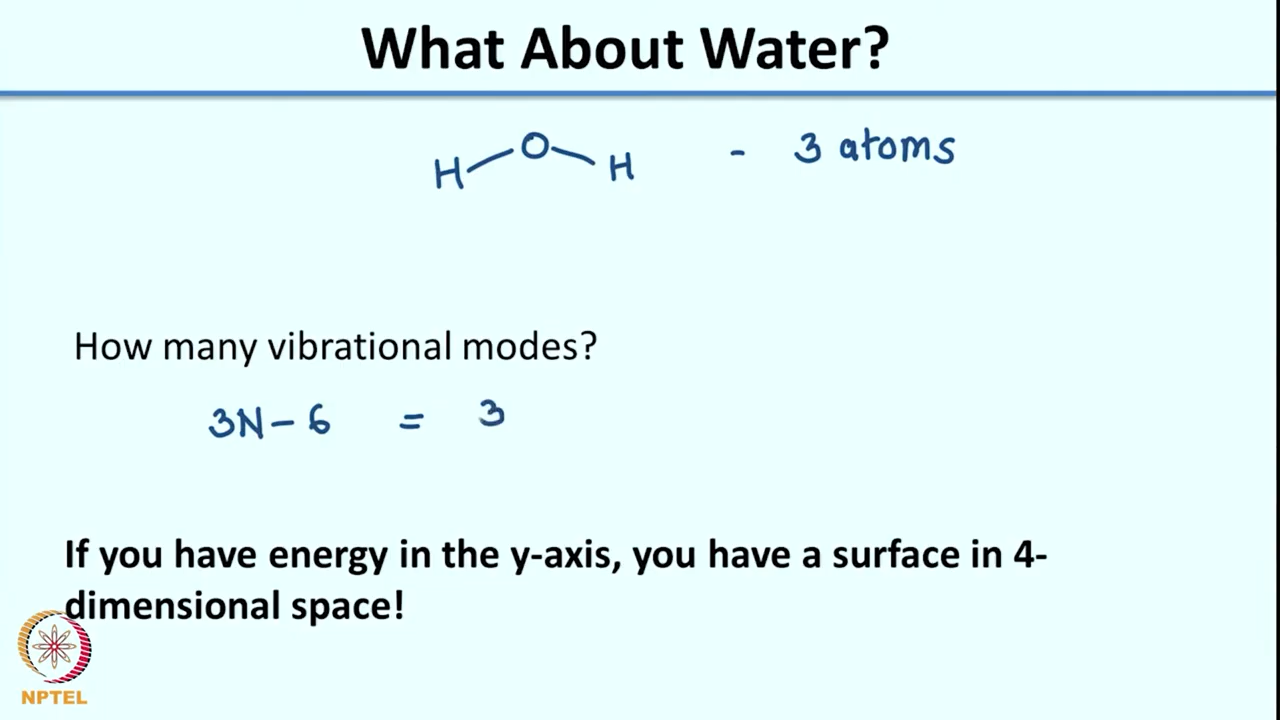 What About Water?
H O H - 3 atoms
How many vibrational modes?
3N - 6 = 3
If you have energy in the y-axis, you have a surface in 4-
dimensional space!
NPTEL